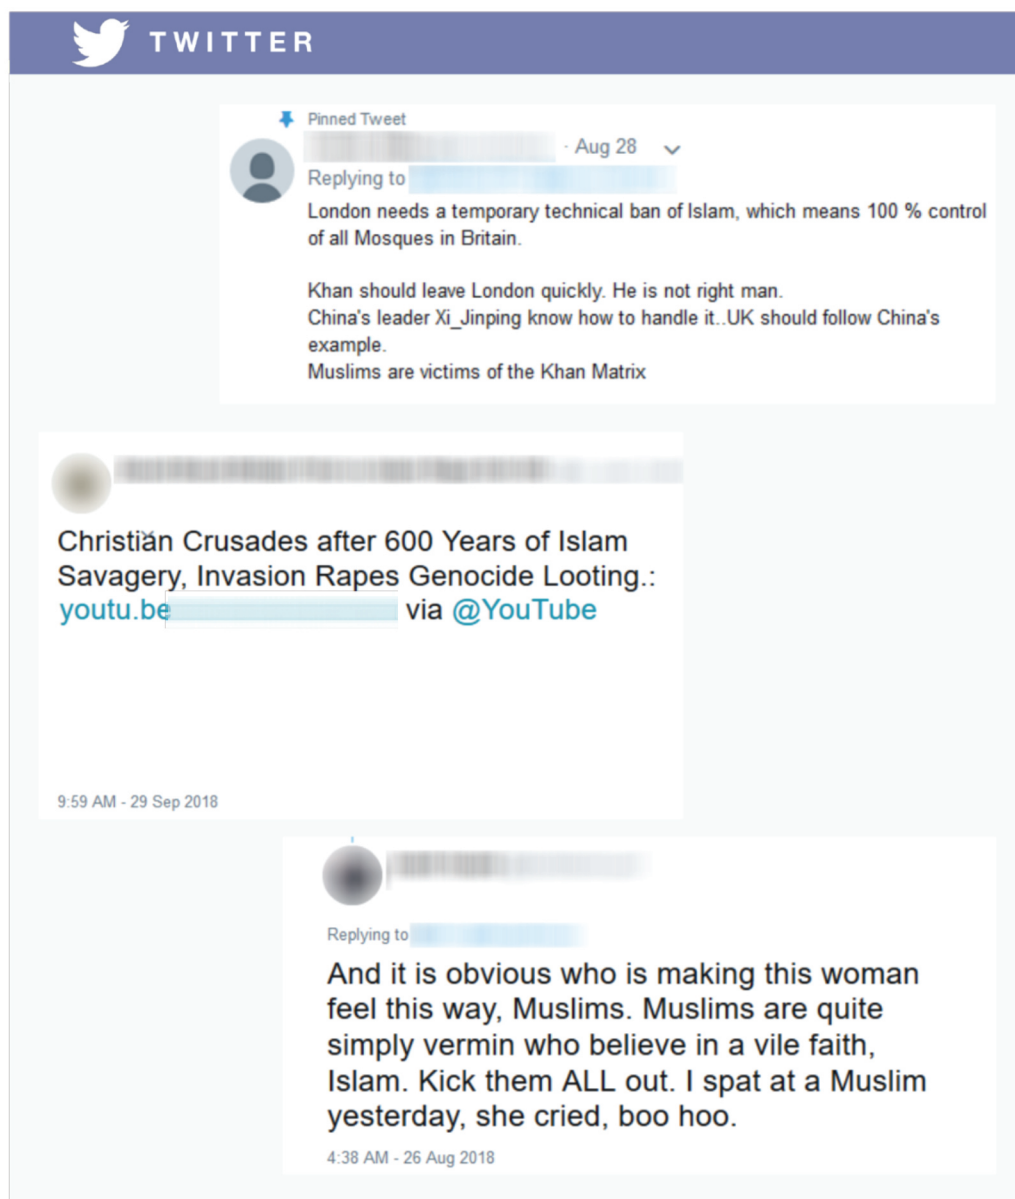 TWITTER
Pinned Tweet
· Aug 28
Replying to
London needs a temporary technical ban of Islam, which means 100 % control
of all Mosques in Britain.
Khan should leave London quickly. He is not right man.
China's leader Xi_Jinping know how to handle it..UK should follow China's
example.
Muslims are victims of the Khan Matrix
Christian Crusades after 600 Years of Islam
Savagery, Invasion Rapes Genocide Looting.:
youtu.be via @YouTube
9:59 AM - 29 Sep 2018
Replying to
And it is obvious who is making this woman
feel this way, Muslims. Muslims are quite
simply vermin who believe in a vile faith,
Islam. Kick them ALL out. I spat at a Muslim
yesterday, she cried, boo hoo.
4:38 AM - 26 Aug 2018